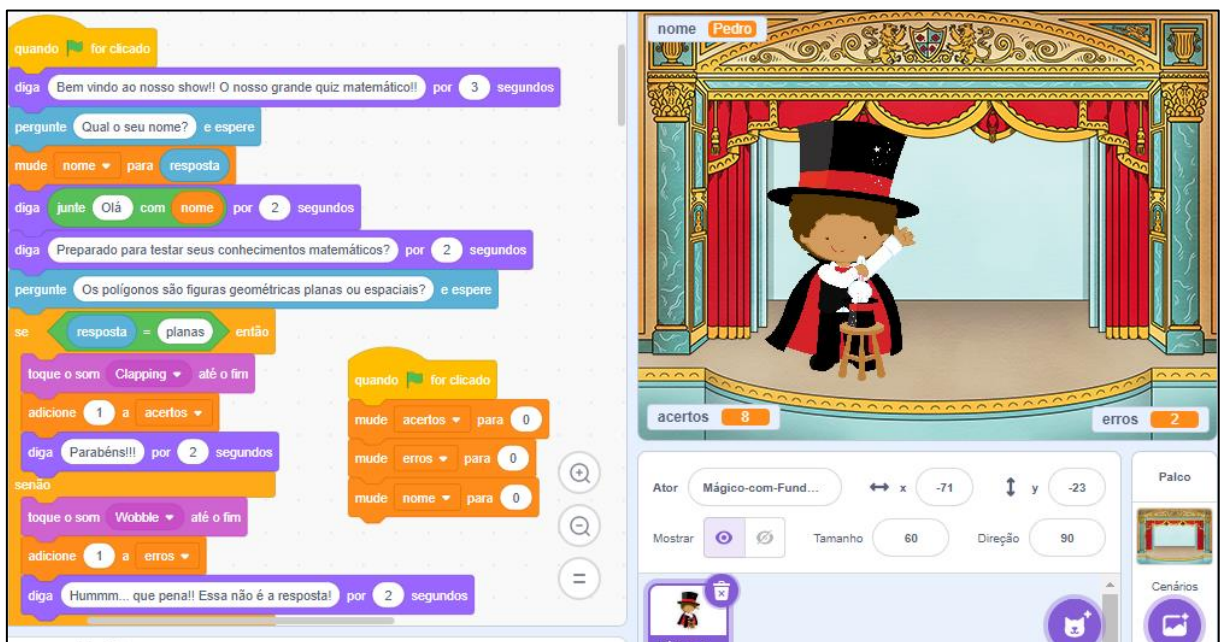 quando for clicado
diga Bem vindo ao nosso show!! O nosso grande quiz matemático!! por 3 segundos
pergunte Qual o seu nome? e espere
mude nome para resposta
diga junte Olá com nome por 2 segundos
diga Preparado para testar seus conhecimentos matemáticos? por 2 segundos
pergunte Os polígonos são figuras geométricas planas ou espaciais? e espere
se resposta = planas então
toque o som Clapping até o fim
adicione 1 a acertos
diga Parabéns!!! por 2 segundos
senão
toque o som Wobble até o fim
adicione 1 a erros
diga Hummm... que pena!! Essa não é a resposta! por 2 segundos
quando for clicado
mude acertos para 0
mude erros para 0
mude nome para 0
nome Pedro
acertos 8
erros 2
Ator Mágico-com-Fund... x -71 y -23
Mostrar Tamanho 60 Direção 90
Palco
Cenários